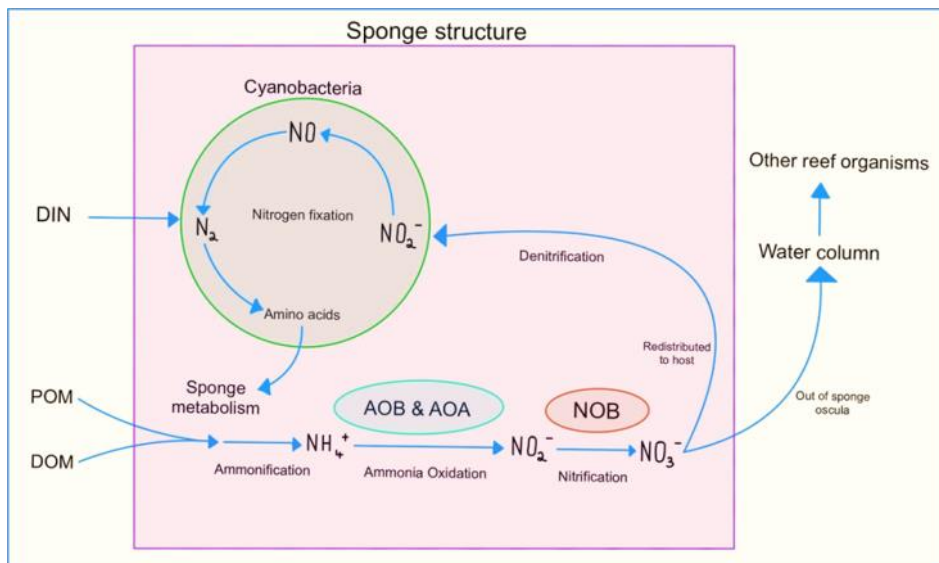 Sponge structure
Cyanobacteria
NO
Nitrogen fixation
N₂
NO₂⁻
Amino acids
DIN
Denitrification
Other reef organisms
Water column
Redistributed
to host
Out of sponge
oscula
Sponge
metabolism
POM
DOM
AOB & AOA
NOB
NH₄⁺
NO₂⁻
NO₃⁻
Ammonification
Ammonia Oxidation
Nitrification